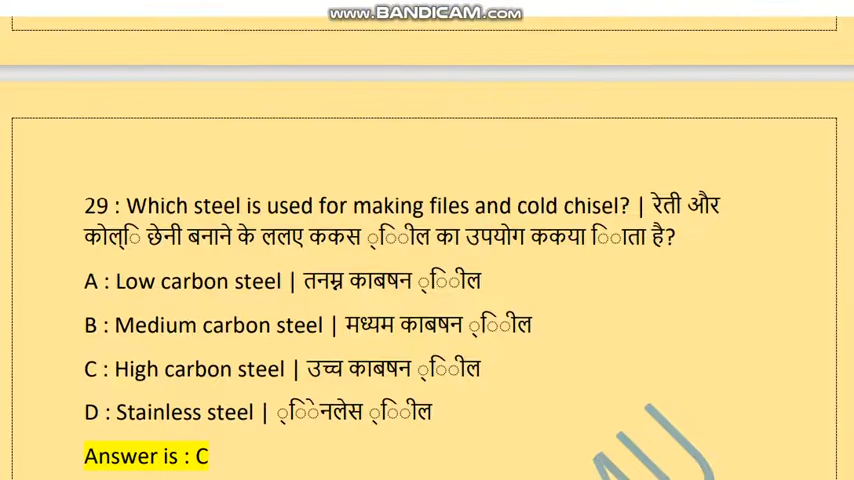 www.BANDICAM.com
29 : Which steel is used for making files and cold chisel? | रेती और
कोल्ि छेनी बनाने के ललए ककस ्िील का उपयोग ककया िाता है?
A : Low carbon steel | तनम्न काबषन ्िील
B : Medium carbon steel | मध्यम काबषन ्िील
C : High carbon steel | उच्च काबषन ्िील
D : Stainless steel | ्िेनलेस ्िील
Answer is : C
MU